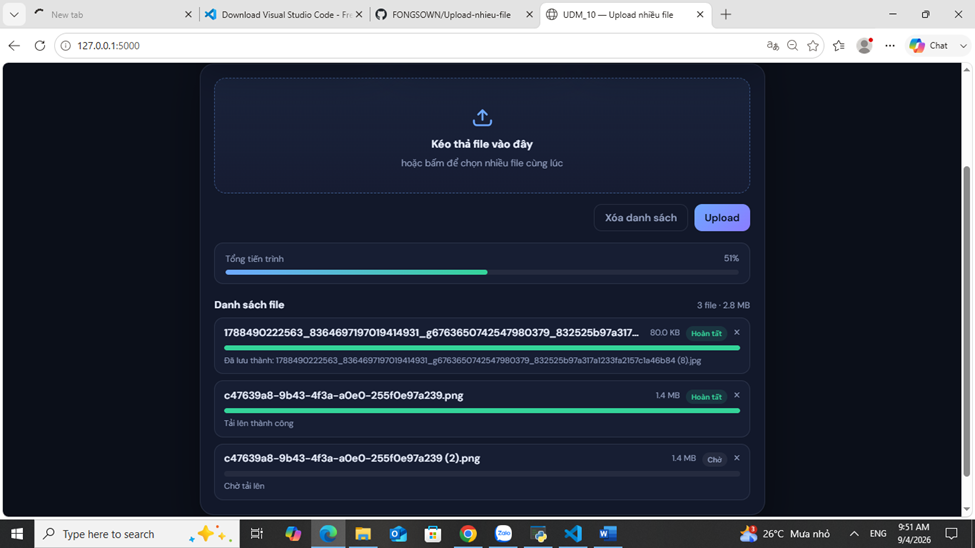 New tab
Download Visual Studio Code - Fr
FONGSOWN/Upload-nhieu-file
UDM_10 — Upload nhiều file
127.0.0.1:5000
Chat
Kéo thả file vào đây
hoặc bấm để chọn nhiều file cùng lúc
Xóa danh sách
Upload
Tổng tiến trình
51%
Danh sách file
3 file · 2.8 MB
1788490222563_8364697197019414931_g6763650742547980379_832525b97a317...
80.0 KB
Hoàn tất
Đã lưu thành: 1788490222563_8364697197019414931_g6763650742547980379_832525b97a317a1233fa2157c1a46b84 (8).jpg
c47639a8-9b43-4f3a-a0e0-255f0e97a239.png
1.4 MB
Hoàn tất
Tải lên thành công
c47639a8-9b43-4f3a-a0e0-255f0e97a239 (2).png
1.4 MB
Chờ
Chờ tải lên
Type here to search
Zalo
3
26°C Mưa nhỏ
ENG
9:51 AM
9/4/2026